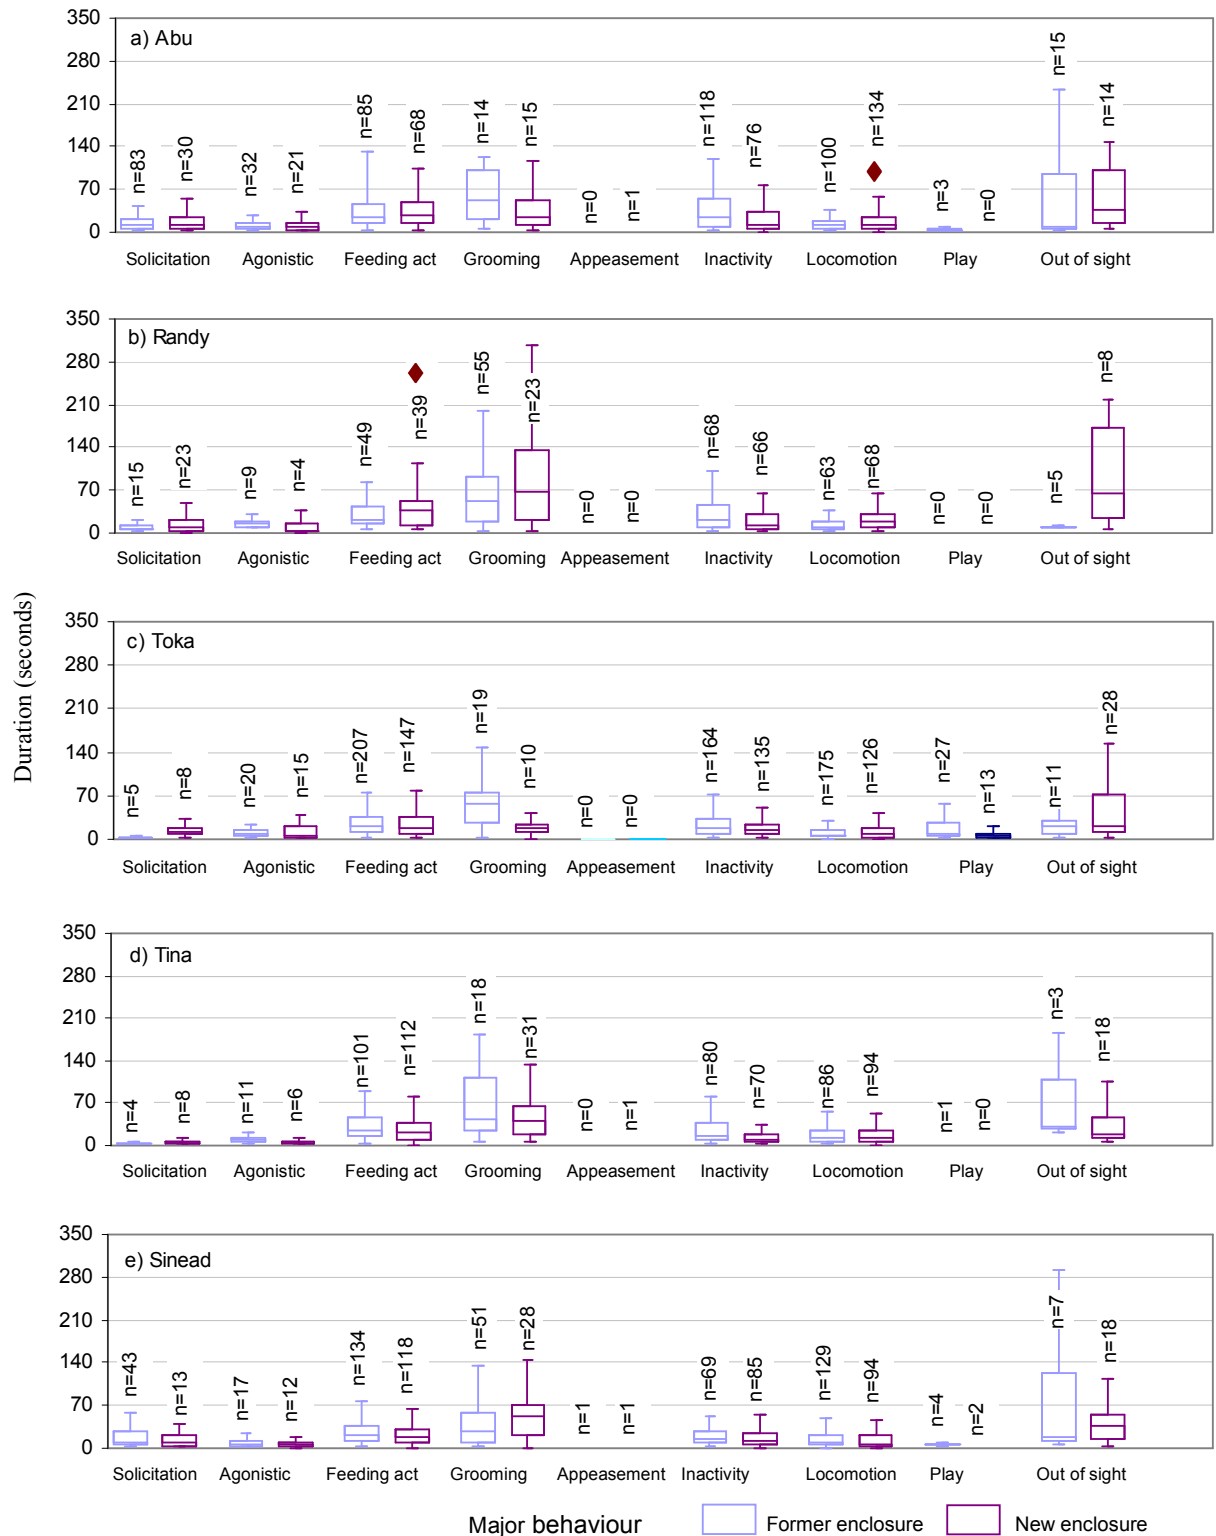 Duration (seconds)
a) Abu
350
280
210
140
70
0
n=83
n=30
n=32
n=21
n=85
n=68
n=14
n=15
n=0
n=1
n=118
n=76
n=100
n=134
n=3
n=0
n=15
n=14
Solicitation Agonistic Feeding act Grooming Appeasement Inactivity Locomotion Play Out of sight
b) Randy
350
280
210
140
70
0
n=15
n=23
n=9
n=4
n=49
n=39
n=55
n=23
n=0
n=0
n=68
n=66
n=63
n=68
n=0
n=0
n=5
n=8
Solicitation Agonistic Feeding act Grooming Appeasement Inactivity Locomotion Play Out of sight
c) Toka
350
280
210
140
70
0
n=5
n=8
n=20
n=15
n=207
n=147
n=19
n=10
n=0
n=0
n=164
n=135
n=175
n=126
n=27
n=13
n=11
n=28
Solicitation Agonistic Feeding act Grooming Appeasement Inactivity Locomotion Play Out of sight
d) Tina
350
280
210
140
70
0
n=4
n=8
n=11
n=6
n=101
n=112
n=18
n=31
n=0
n=1
n=80
n=70
n=86
n=94
n=1
n=0
n=3
n=18
Solicitation Agonistic Feeding act Grooming Appeasement Inactivity Locomotion Play Out of sight
e) Sinead
350
280
210
140
70
0
n=43
n=13
n=17
n=12
n=134
n=118
n=51
n=28
n=1
n=1
n=69
n=85
n=129
n=94
n=4
n=2
n=7
n=18
Solicitation Agonistic Feeding act Grooming Appeasement Inactivity Locomotion Play Out of sight
Major behaviour Former enclosure New enclosure